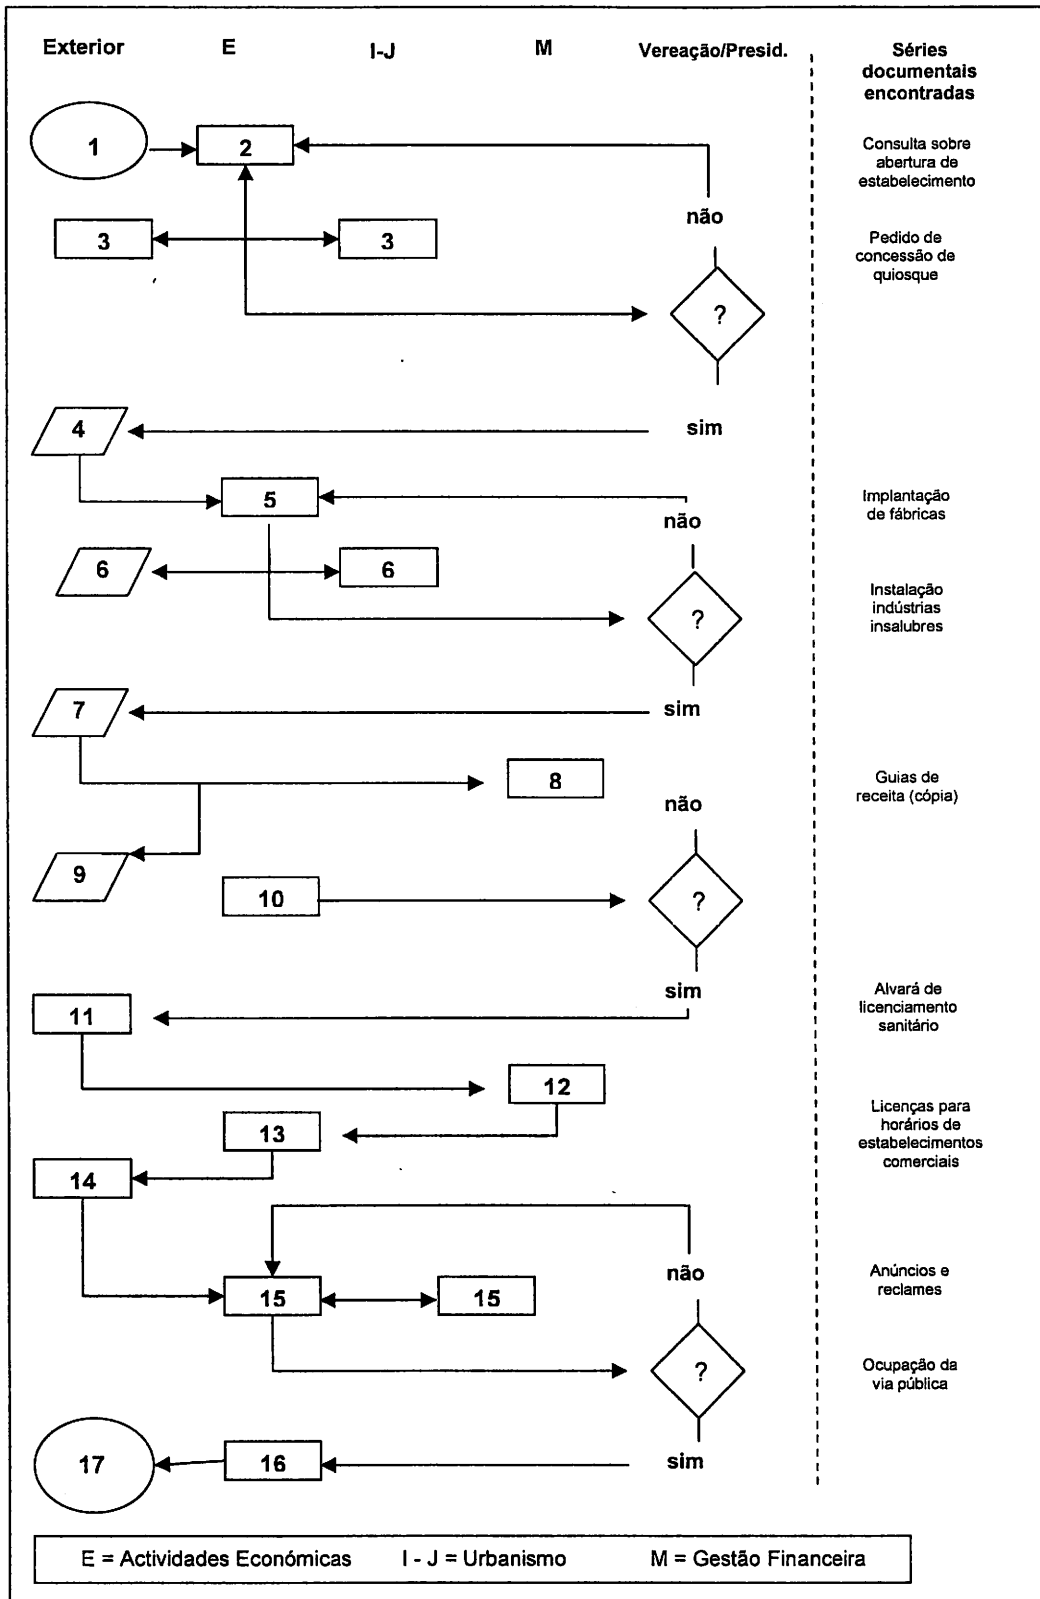 Exterior E I-J M Vereação/Presid. Séries
documentais
encontradas
1 2 Consulta sobre
abertura de
estabelecimento
não
3 3 Pedido de
concessão de
quiosque
?
4 sim
5 Implantação
de fábricas
não
6 6 Instalação
indústrias
insalubres
?
7 sim
8 Guias de
receita (cópia)
não
9
10 ?
sim Alvará de
licenciamento
sanitário
11
12 Licenças para
horários de
estabelecimentos
comerciais
13
14
não Anúncios e
reclames
15 15
? Ocupação da
via pública
17 16 sim
E = Actividades Económicas I - J = Urbanismo M = Gestão Financeira